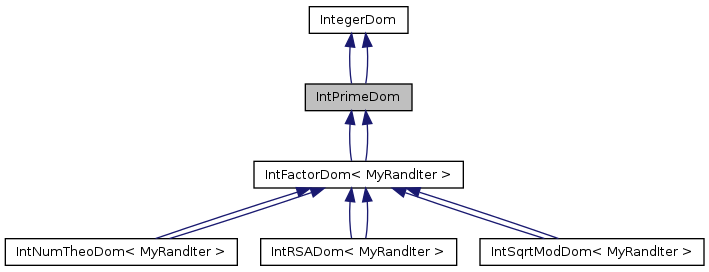 IntegerDom
IntPrimeDom
IntFactorDom< MyRandIter >
IntNumTheoDom< MyRandIter >
IntRSADom< MyRandIter >
IntSqrtModDom< MyRandIter >